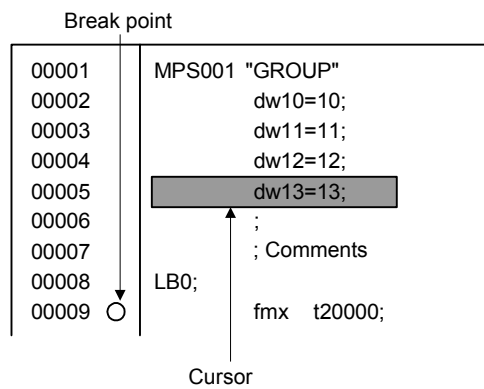 Break point
00001 MPS001 "GROUP"
00002 dw10=10;
00003 dw11=11;
00004 dw12=12;
00005 dw13=13;
00006 ;
00007 ; Comments
00008 LB0;
00009 fmx t20000;
Cursor